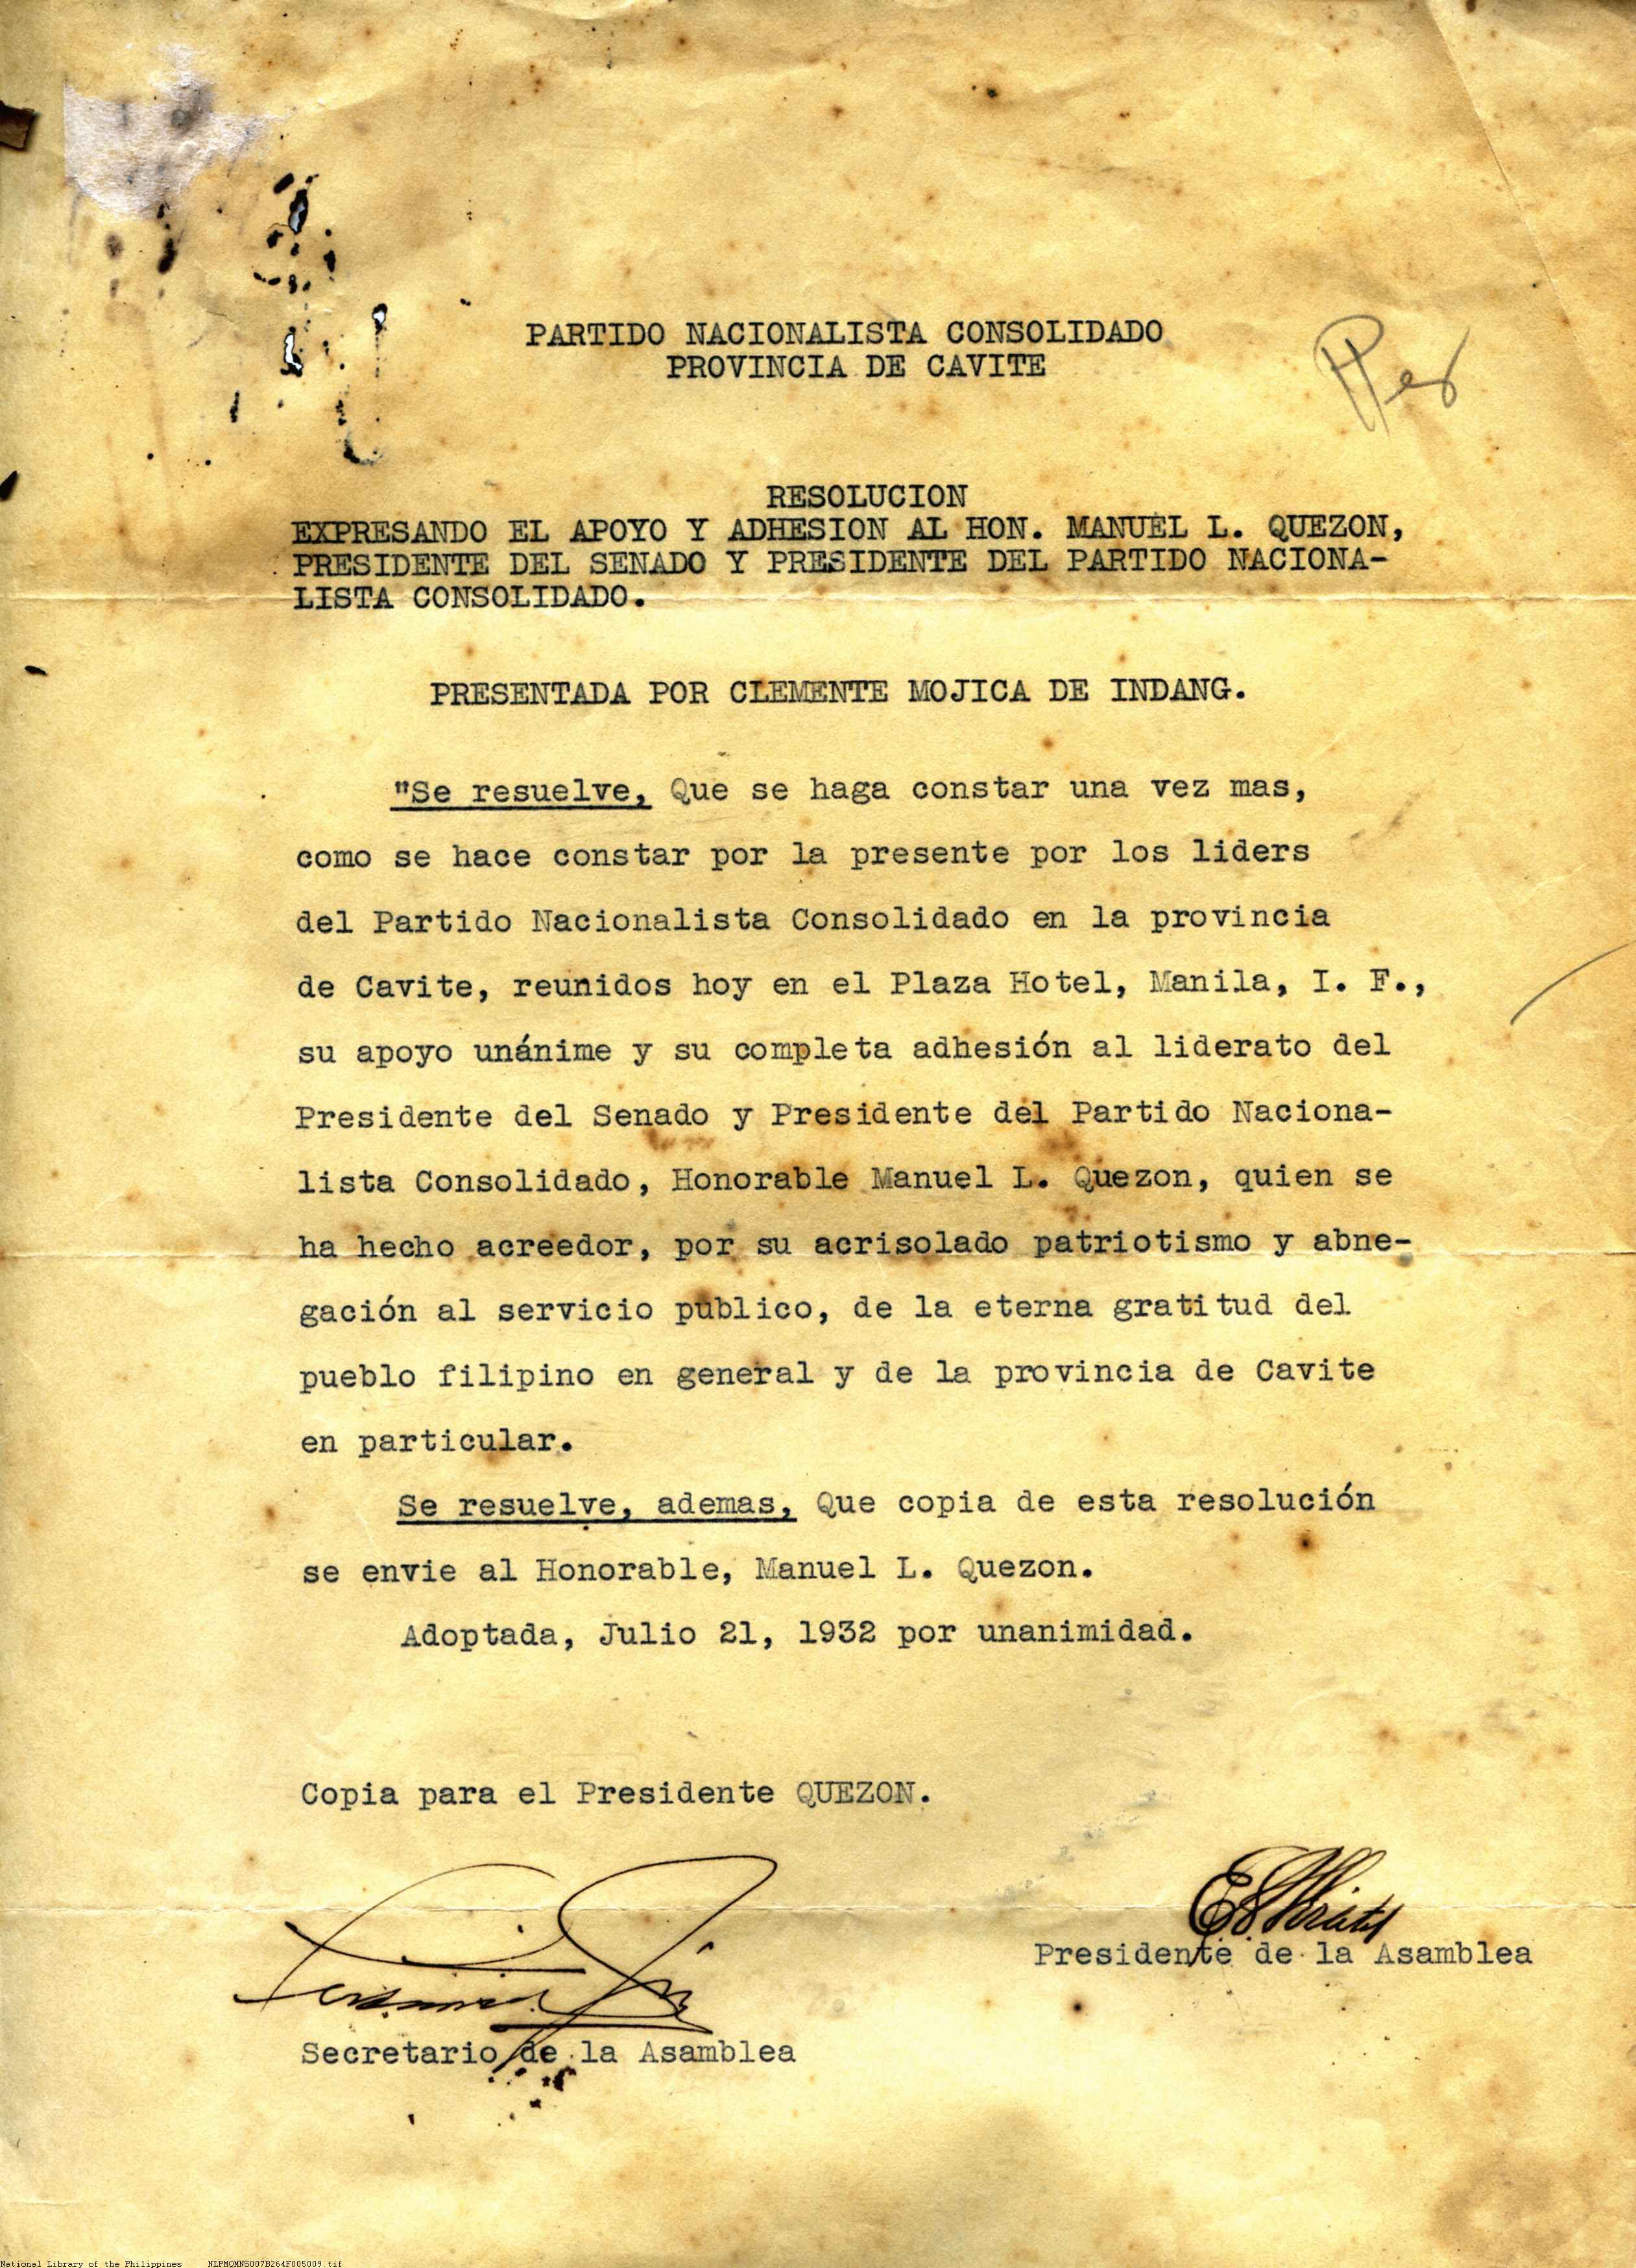 PARTIDO NACIONALISTA CONSOLIDADO
PROVINCIA DE CAVITE
RESOLUCION
EXPRESANDO EL APOYO Y ADHESION AL HON. MANUEL L. QUEZON,
PRESIDENTE DEL SENADO Y PRESIDENTE DEL PARTIDO NACIONA-
LISTA CONSOLIDADO.
PRESENTADA POR CLEMENTE MOJICA DE INDANG.
"Se resuelve, Que se haga constar una vez mas,
como se hace constar por la presente por los liders
del Partido Nacionalista Consolidado en la provincia
de Cavite, reunidos hoy en el Plaza Hotel, Manila, I. F.,
su apoyo unánime y su completa adhesión al liderato del
Presidente del Senado y Presidente del Partido Naciona-
lista Consolidado, Honorable Manuel L. Quezon, quien se
ha hecho acreedor, por su acrisolado patriotismo y abne-
gación al servicio publico, de la eterna gratitud del
pueblo filipino en general y de la provincia de Cavite
en particular.
Se resuelve, ademas, Que copia de esta resolución
se envie al Honorable, Manuel L. Quezon.
Adoptada, Julio 21, 1932 por unanimidad.
Copia para el Presidente QUEZON.
Presidente de la Asamblea
Secretario de la Asamblea
National Library of the Philippines NLPMQMNS007B264F005009.tif